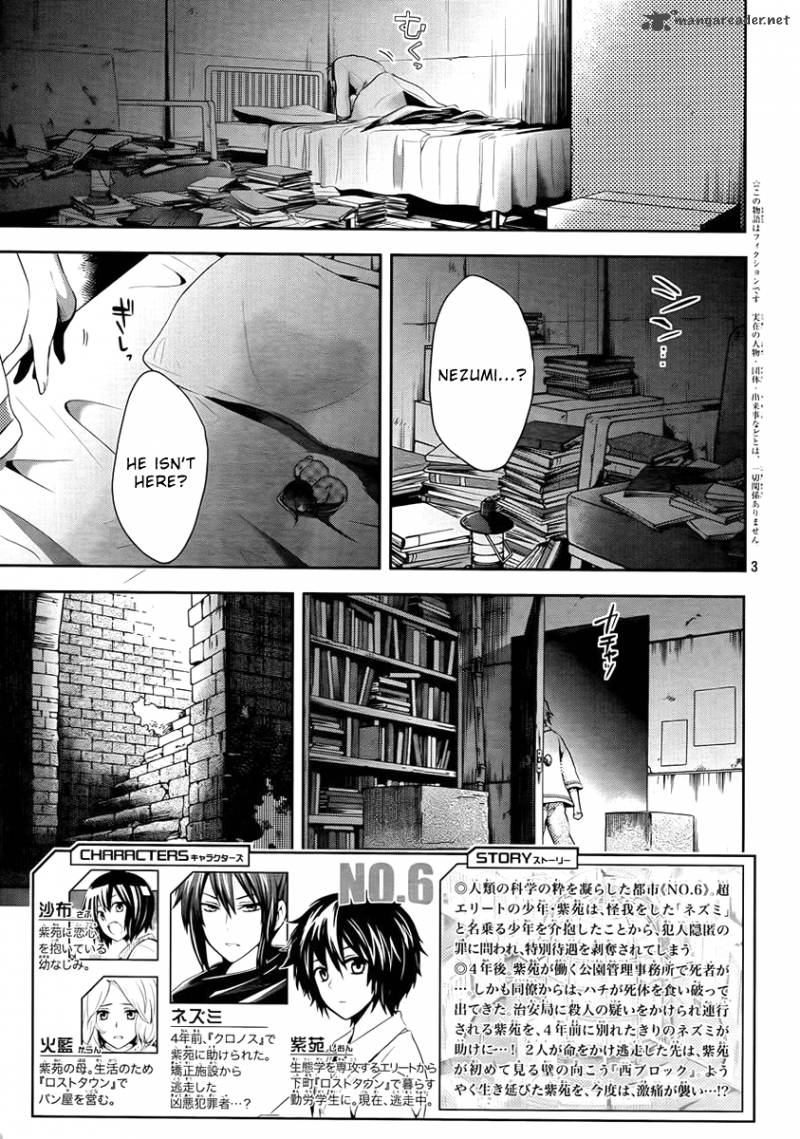 mangareader.net
むくっ
☆この物語はフィクションです 実在の人物・団体・出来事などとは、一切関係ありません。
3
NEZUMI...?
HE ISN'T
HERE?
ぎし…
カチャッ
CHARACTERS キャラクターズ
沙布 さふ
紫苑に恋心
を抱いている
幼なじみ。
火藍 からん
紫苑の母。生活のため
『ロストタウン』で
パン屋を営む。
ネズミ
4年前、『クロノス』で
紫苑に助けられた。
矯正施設から
逃走した
凶悪犯罪者…?
NO.6
紫苑 しおん
生態学を専攻するエリートから
下町『ロストタウン』で暮らす
勤労学生に。現在、逃走中。
STORY ストーリー
◎人類の科学の粋を凝らした都市《NO.6》。超
エリートの少年・紫苑は、怪我をした「ネズミ」
と名乗る少年を介抱したことから、犯人隠匿の
罪に問われ、特別待遇を剥奪されてしまう。
◎4年後、紫苑が働く公園管理事務所で死者が
… しかも同僚からは、ハチが死体を食い破って
出てきた。治安局に殺人の疑いをかけられ連行
される紫苑を、4年前に別れたきりのネズミが
助けに…! 2人が命をかけ逃走した先は、紫苑
が初めて見る壁の向こう「西ブロック」。よう
やく生き延びた紫苑を、今度は、激痛が襲い…!?